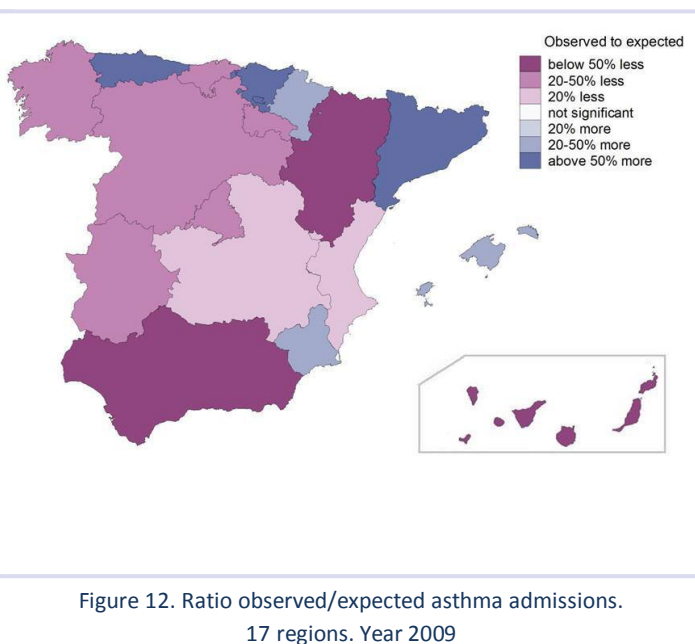 Observed to expected
below 50% less
20-50% less
20% less
not significant
20% more
20-50% more
above 50% more
Figure 12. Ratio observed/expected asthma admissions.
17 regions. Year 2009